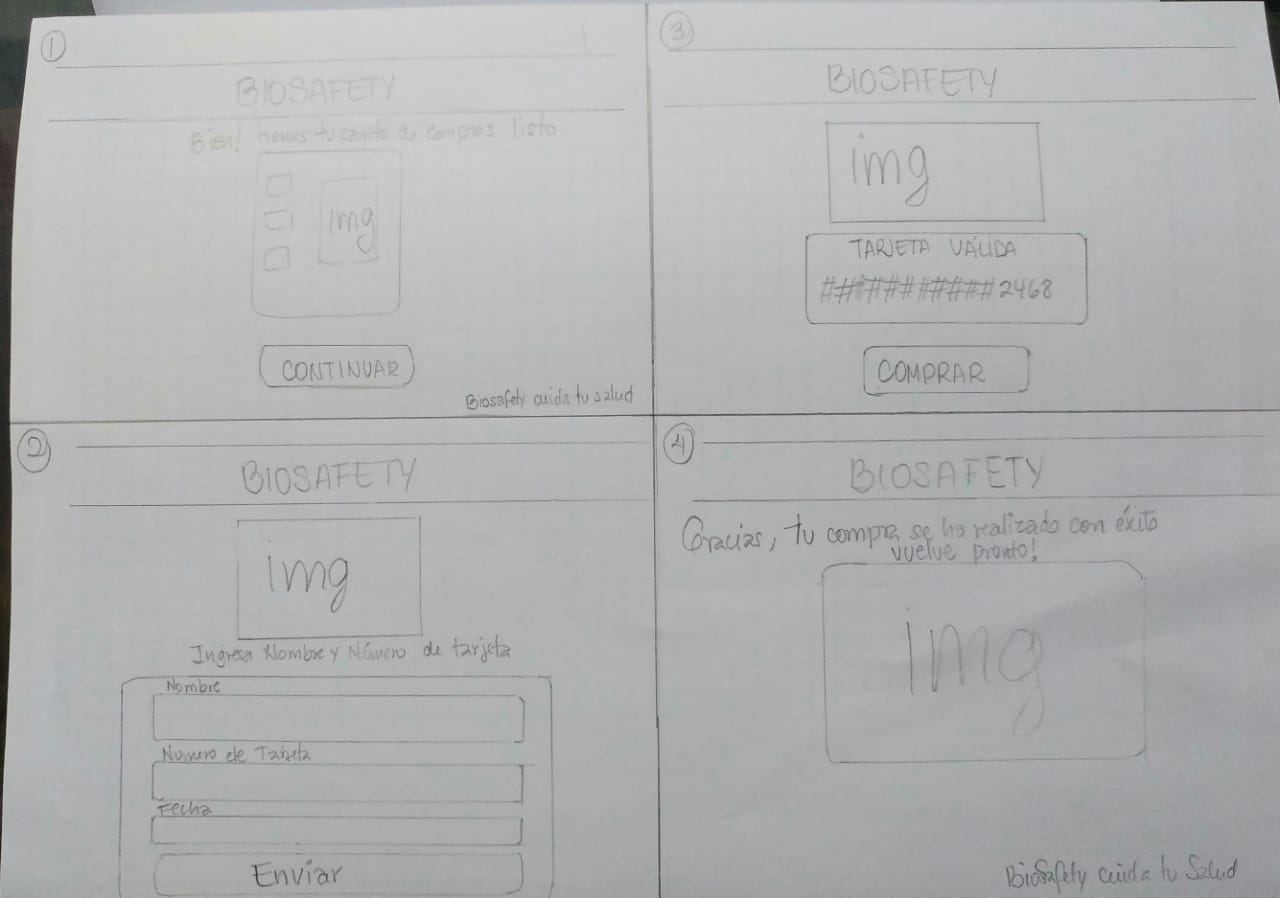 1
BIOSAFETY
Bien! tienes tu carrito de compras listo
img
CONTINUAR
Biosafety cuida tu salud
2
BIOSAFETY
img
Ingresa Nombre y Número de tarjeta
Nombre
Numero de Tarjeta
Fecha
Enviar
3
BIOSAFETY
img
TARJETA VÁLIDA
############2468
COMPRAR
4
BIOSAFETY
Gracias, tu compra se ha realizado con éxito
vuelve pronto!
img
BioSafety cuida tu Salud